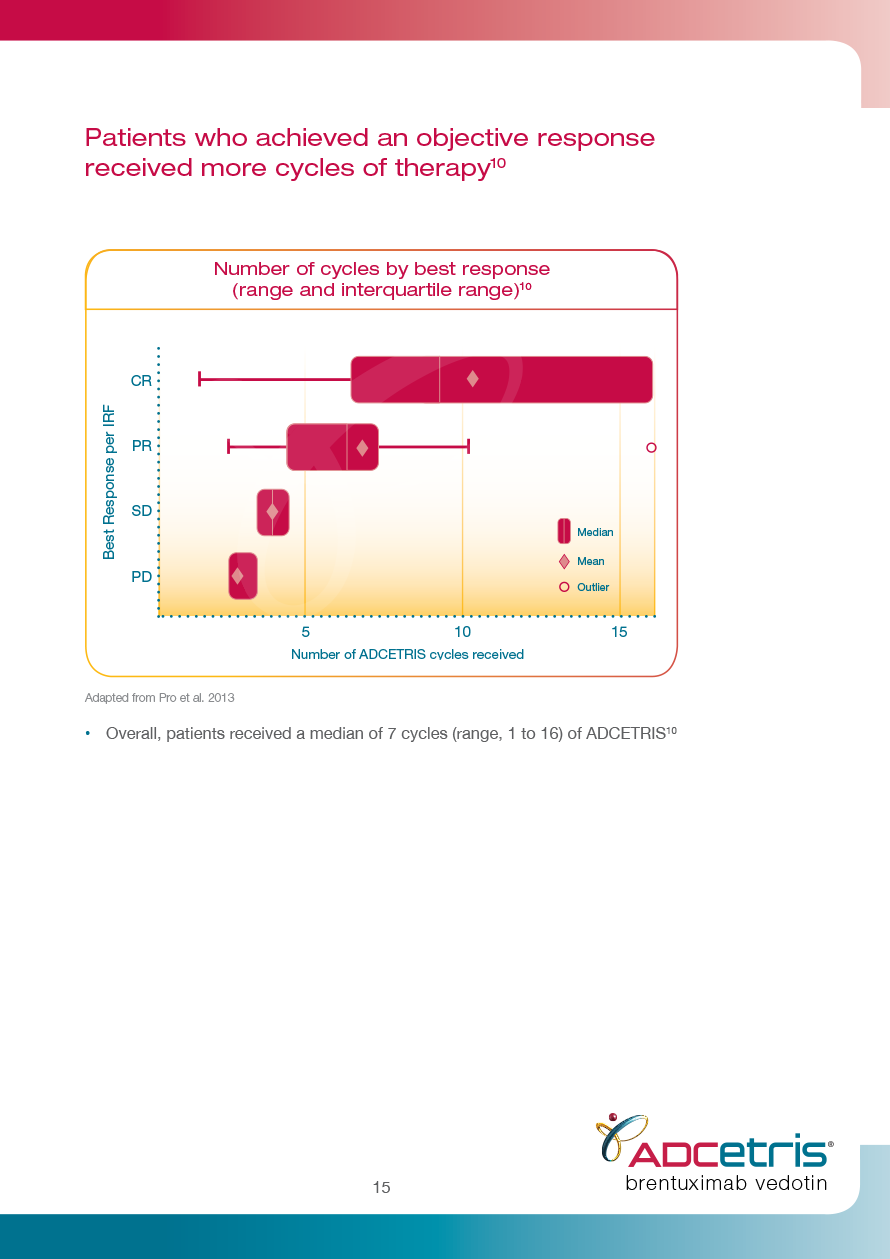 Patients who achieved an objective response
received more cycles of therapy¹⁰
Number of cycles by best response
(range and interquartile range)¹⁰
Best Response per IRF
CR
PR
SD
PD
Median
Mean
Outlier
5
10
15
Number of ADCETRIS cycles received
Adapted from Pro et al. 2013
• Overall, patients received a median of 7 cycles (range, 1 to 16) of ADCETRIS¹⁰
ADCetris®
brentuximab vedotin
15